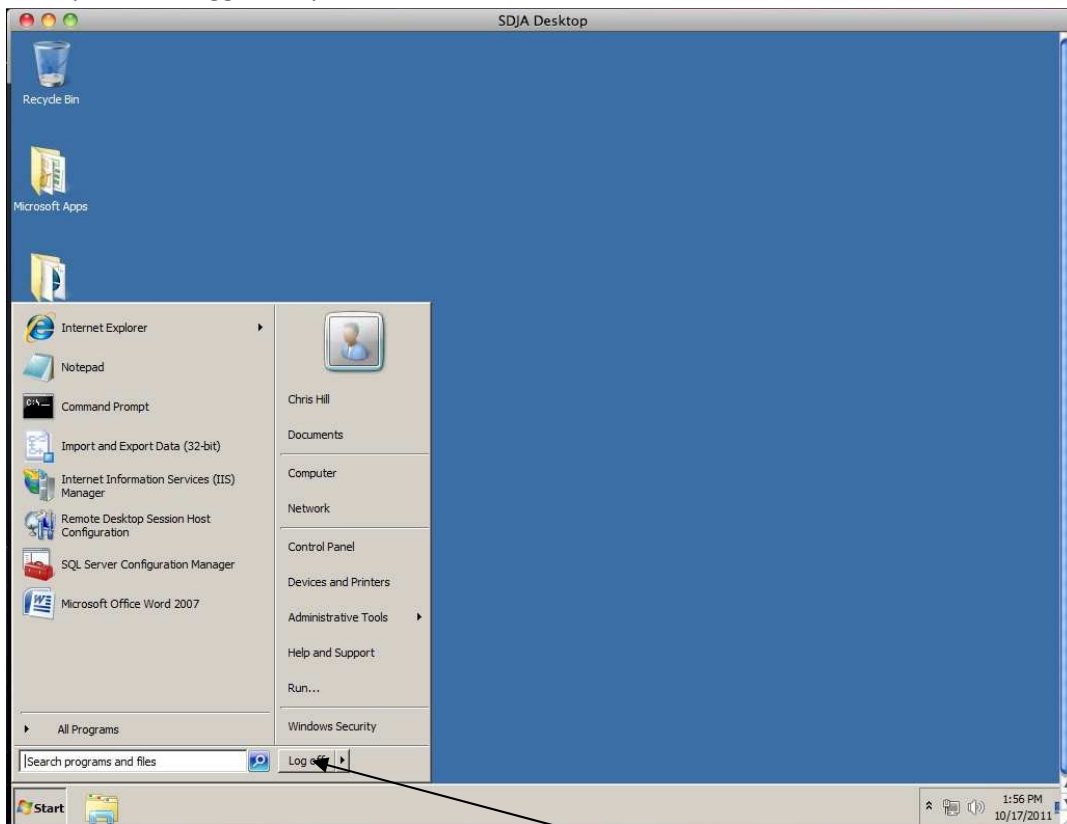 SDJA Desktop
Recycle Bin
Microsoft Apps
Internet Explorer
Notepad
Command Prompt
Import and Export Data (32-bit)
Internet Information Services (IIS)
Manager
Remote Desktop Session Host
Configuration
SQL Server Configuration Manager
Microsoft Office Word 2007
All Programs
Search programs and files
Chris Hill
Documents
Computer
Network
Control Panel
Devices and Printers
Administrative Tools
Help and Support
Run...
Windows Security
Log off
Start
1:56 PM
10/17/2011